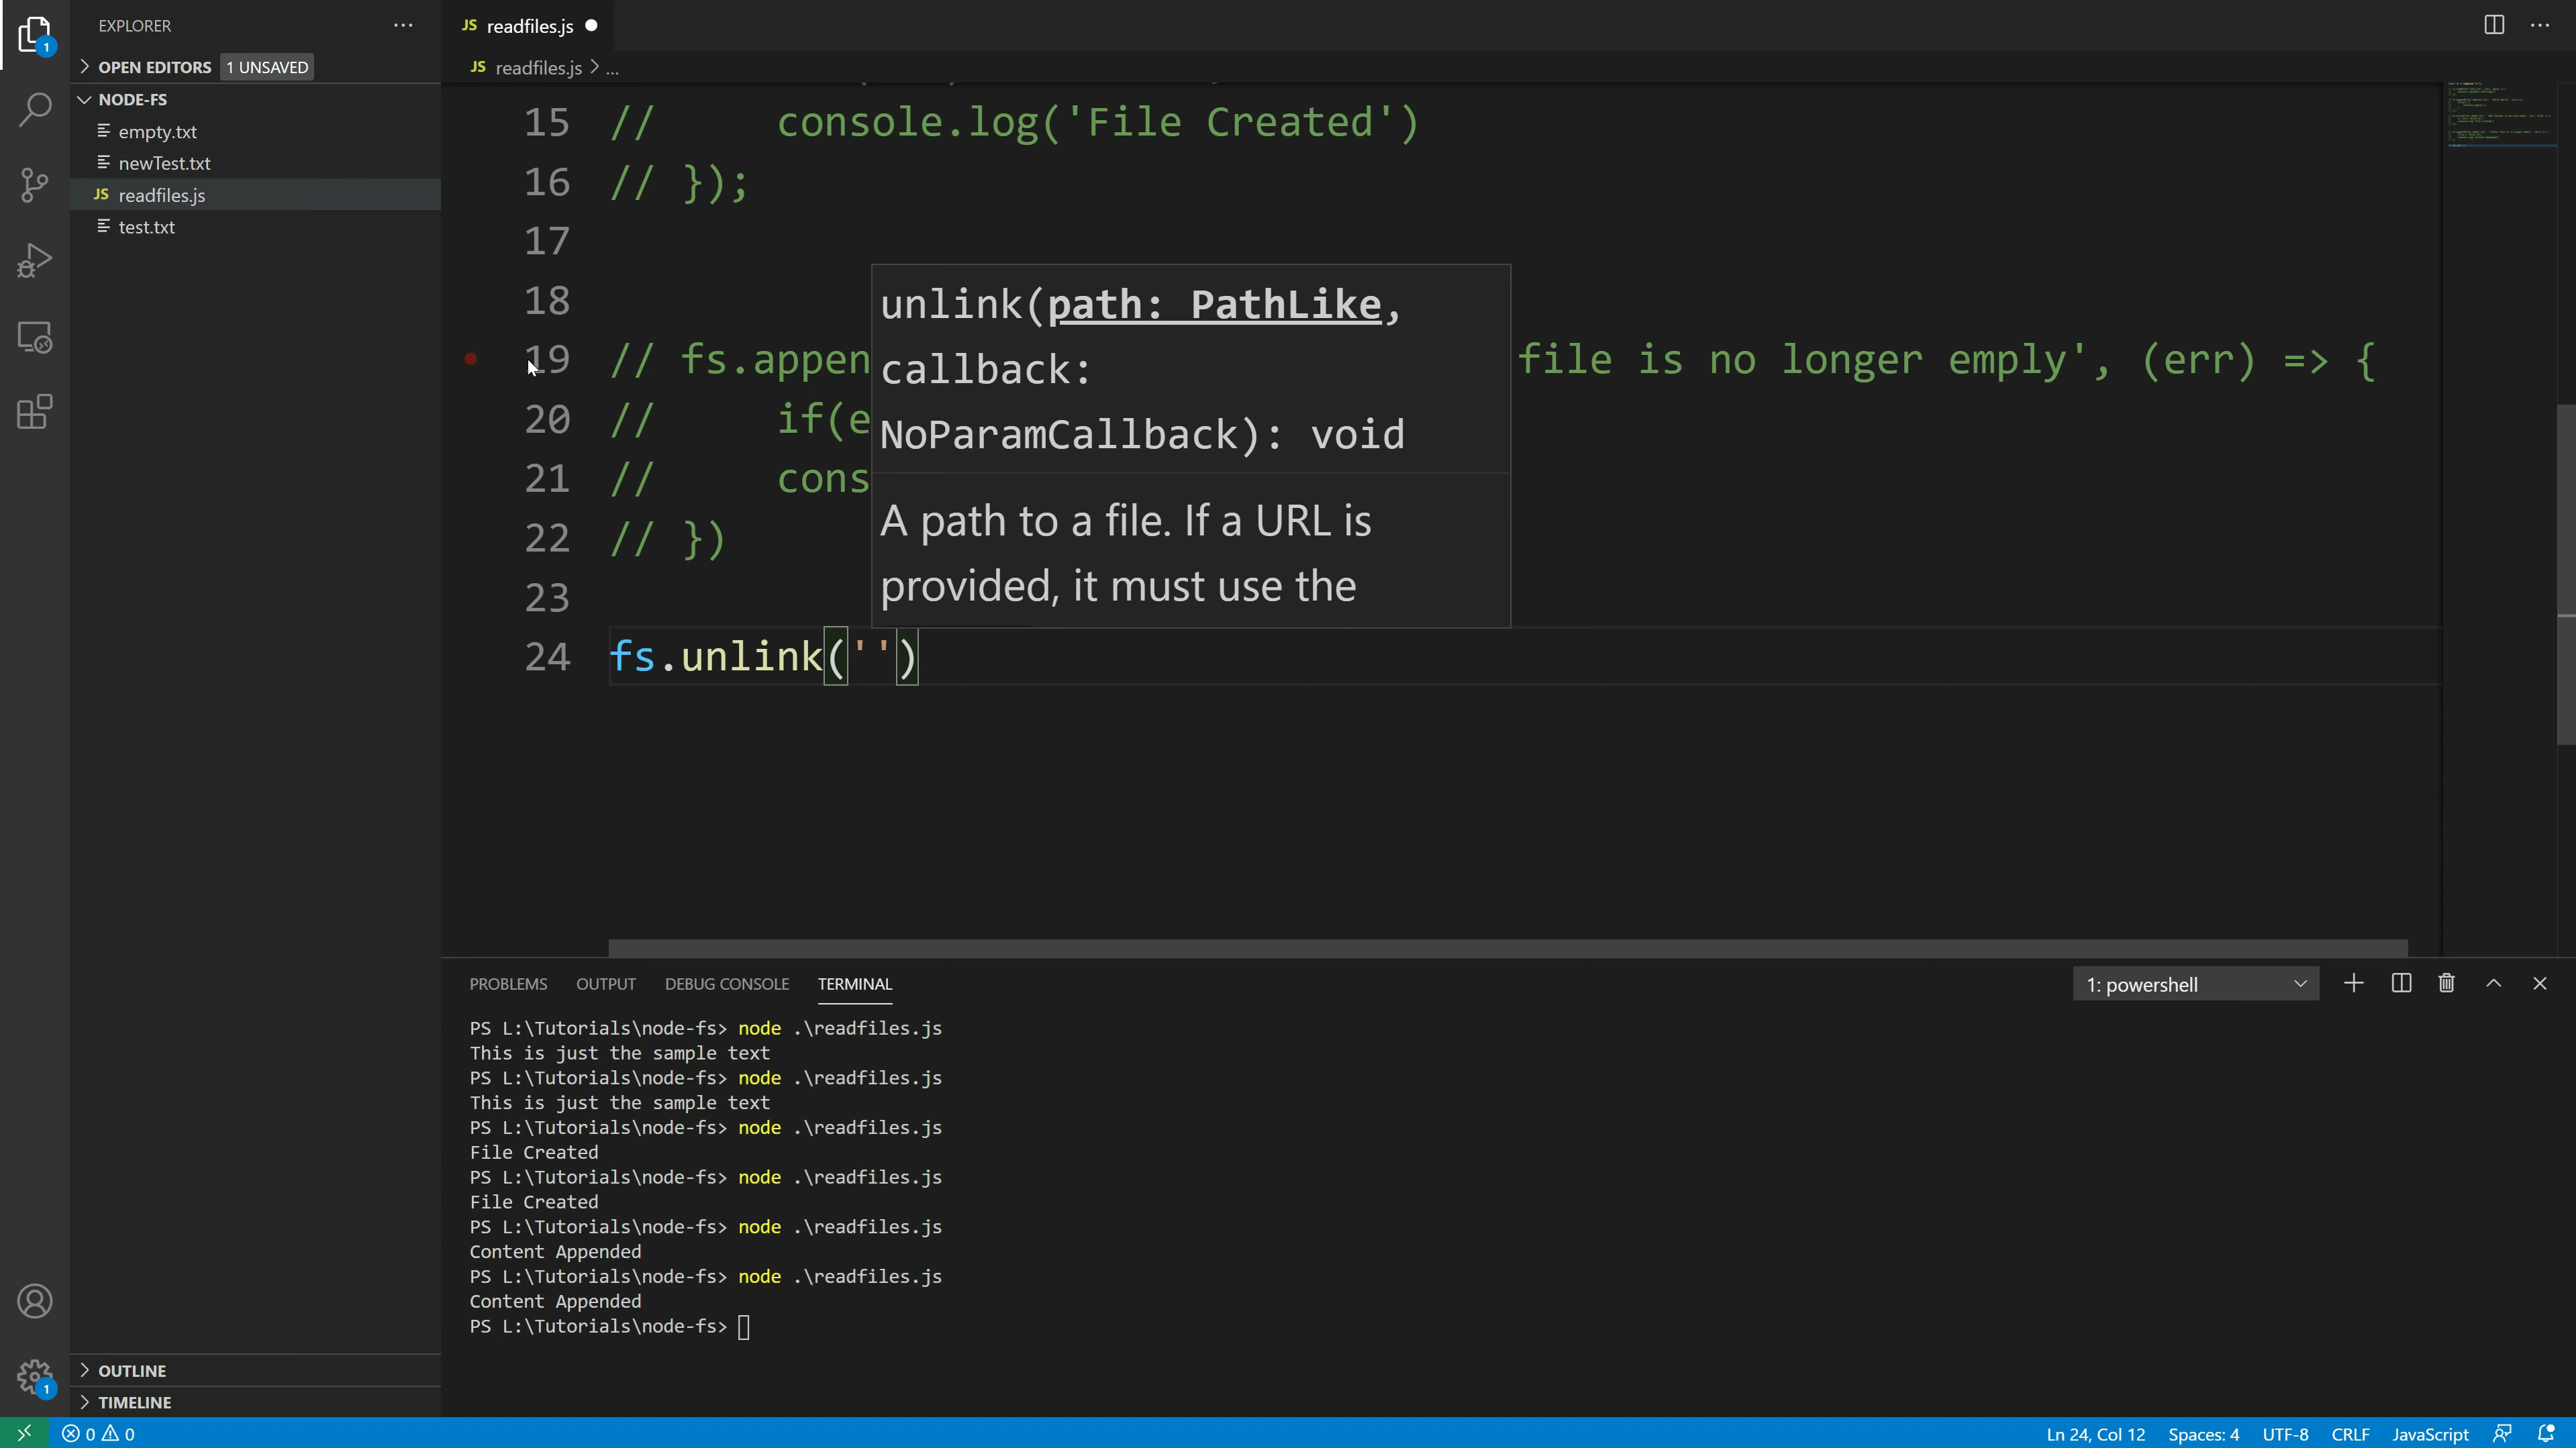 EXPLORER
OPEN EDITORS 1 UNSAVED
NODE-FS
empty.txt
newTest.txt
JS readfiles.js
test.txt
OUTLINE
TIMELINE
JS readfiles.js
JS readfiles.js > ...
15 // console.log('File Created')
16 // });
17
18
19 // fs.appen file is no longer emply', (err) => {
20 // if(e
21 // cons
22 // })
23
24 fs.unlink('')
unlink(path: PathLike,
callback:
NoParamCallback): void
A path to a file. If a URL is
provided, it must use the
PROBLEMS OUTPUT DEBUG CONSOLE TERMINAL
1: powershell
PS L:\Tutorials\node-fs> node .\readfiles.js
This is just the sample text
PS L:\Tutorials\node-fs> node .\readfiles.js
This is just the sample text
PS L:\Tutorials\node-fs> node .\readfiles.js
File Created
PS L:\Tutorials\node-fs> node .\readfiles.js
File Created
PS L:\Tutorials\node-fs> node .\readfiles.js
Content Appended
PS L:\Tutorials\node-fs> node .\readfiles.js
Content Appended
PS L:\Tutorials\node-fs>
0 0
Ln 24, Col 12 Spaces: 4 UTF-8 CRLF JavaScript
1
1